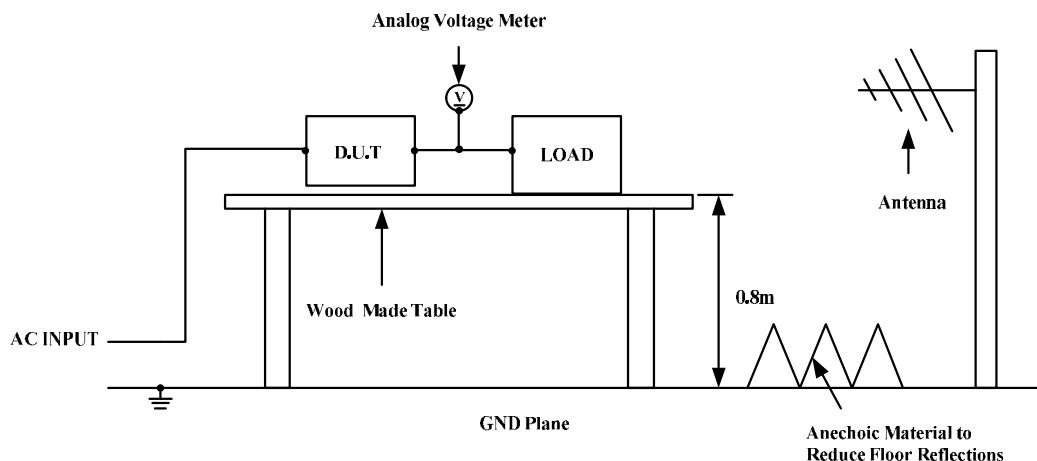 Analog Voltage Meter
V
D.U.T
LOAD
Antenna
Wood Made Table
0.8m
AC INPUT
GND Plane
Anechoic Material to
Reduce Floor Reflections